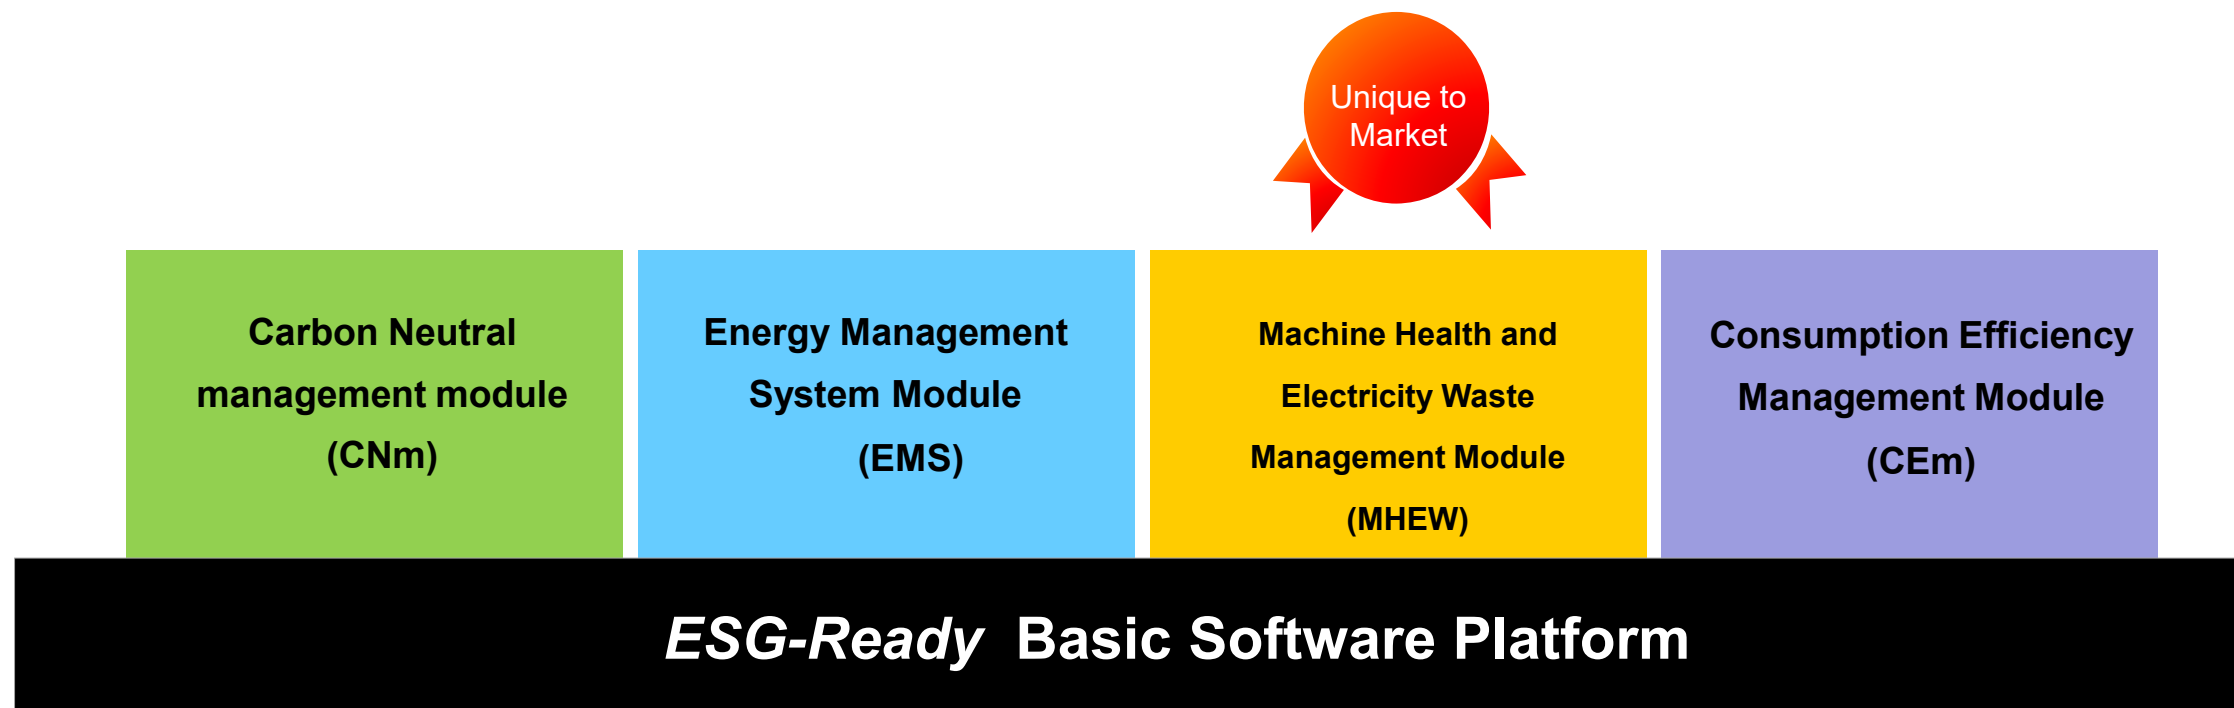 Unique to
Market
Carbon Neutral
management module
(CNm)
Energy Management
System Module
(EMS)
Machine Health and
Electricity Waste
Management Module
(MHEW)
Consumption Efficiency
Management Module
(CEm)
ESG-Ready Basic Software Platform